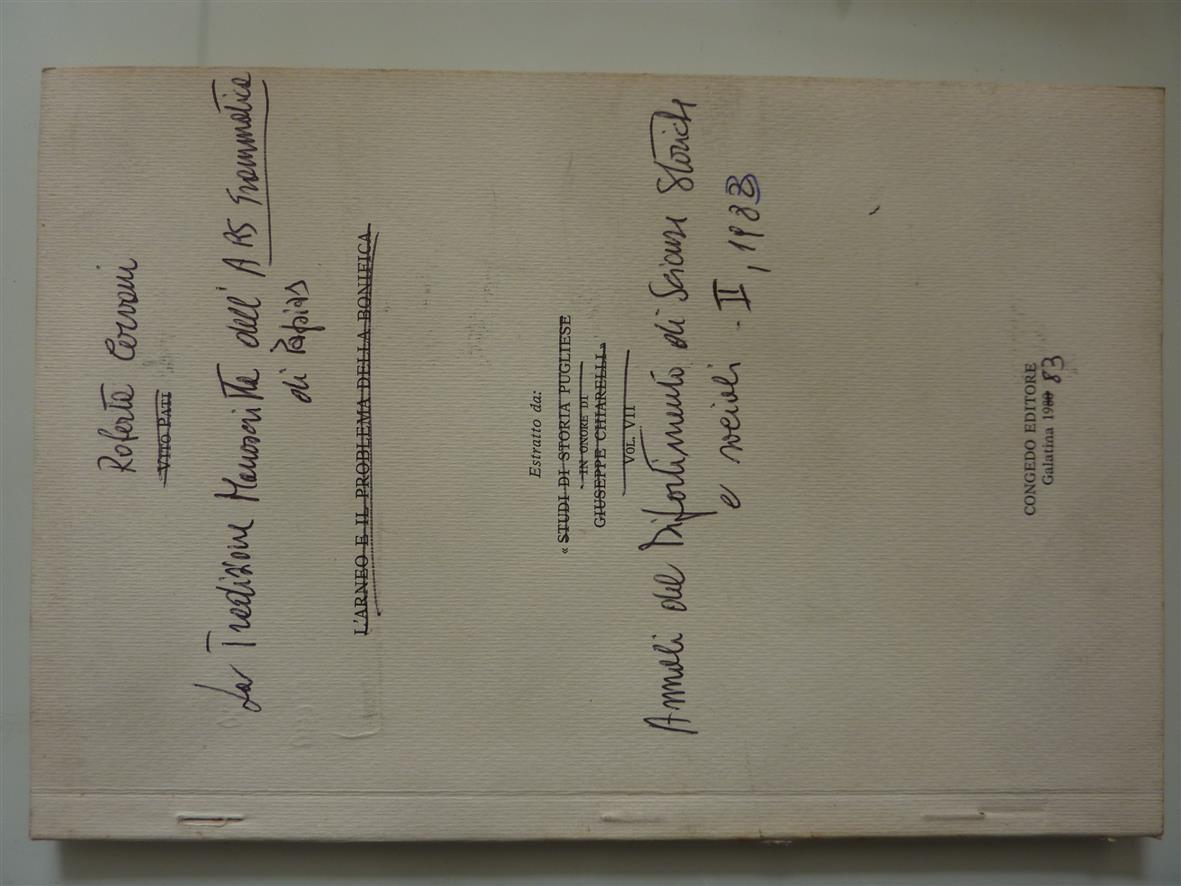 Roberta Cervani
VITO PATI
La Tradizione Manoscritta dell' ARS Grammatica
di Papias
L'ARNEO E IL PROBLEMA DELLA BONIFICA
Estratto da:
« STUDI DI STORIA PUGLIESE
IN ONORE DI
GIUSEPPE CHIARELLI»
VOL. VII
Annali del Dipartimento di Scienze Storiche
e sociali - II, 1983
CONGEDO EDITORE
Galatina 1980 83